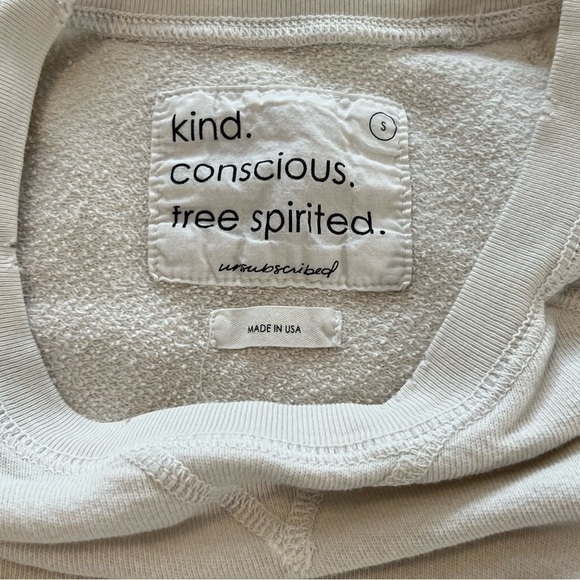 kind.
S
conscious.
free spirited.
unsubscribed
MADE IN USA